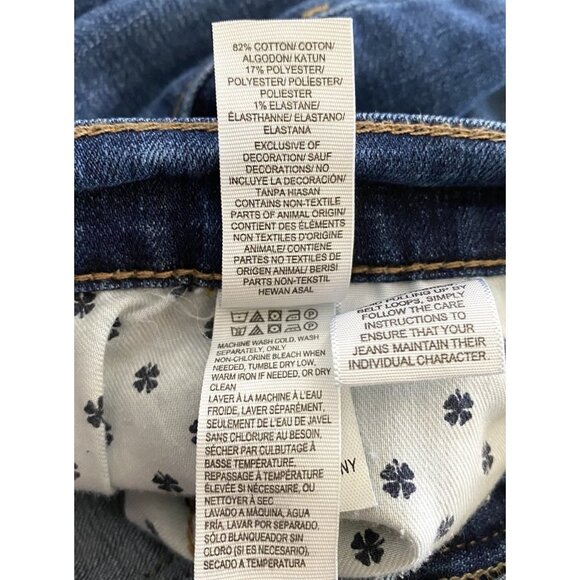 82% COTTON/ COTON/
ALGODON/ KATUN
17% POLYESTER/
POLYESTER/ POLÍESTER/
POLIESTER
1% ELASTANE/
ÉLASTHANNE/ ELASTANO/
ELASTANA
EXCLUSIVE OF
DECORATION/ SAUF
DECORATIONS/ NO
INCLUYE LA DECORACIÓN/
TANPA HIASAN
CONTAINS NON-TEXTILE
PARTS OF ANIMAL ORIGIN/
CONTIENT DES ÉLÉMENTS
NON TEXTILES D'ORIGINE
ANIMALE/ CONTIENE
PARTES NO TEXTILES DE
ORIGEN ANIMAL/ BERISI
PARTS NON-TEKSTIL
HEWAN ASAL
MACHINE WASH COLD, WASH
SEPARATELY, ONLY
NON-CHLORINE BLEACH WHEN
NEEDED, TUMBLE DRY LOW,
WARM IRON IF NEEDED, OR DRY
CLEAN
LAVER À LA MACHINE À L'EAU
FROIDE, LAVER SÉPARÉMENT,
SEULEMENT DE L'EAU DE JAVEL
SANS CHLORURE AU BESOIN,
SÉCHER PAR CULBUTAGE À
BASSE TEMPÉRATURE,
REPASSAGE À TEMPÉRATURE
ÉLEVÉE SI NÉCESSAIRE, OU
NETTOYER À SEC
LAVADO A MÁQUINA, AGUA
FRÍA, LAVAR POR SEPARADO.
SÓLO BLANQUEADOR SIN
CLORO (SI ES NECESARIO),
SECADO A TEMPERATURA
PULLING UP BY
BELT LOOPS, SIMPLY
FOLLOW THE CARE
INSTRUCTIONS TO
ENSURE THAT YOUR
JEANS MAINTAIN THEIR
INDIVIDUAL CHARACTER.
NY